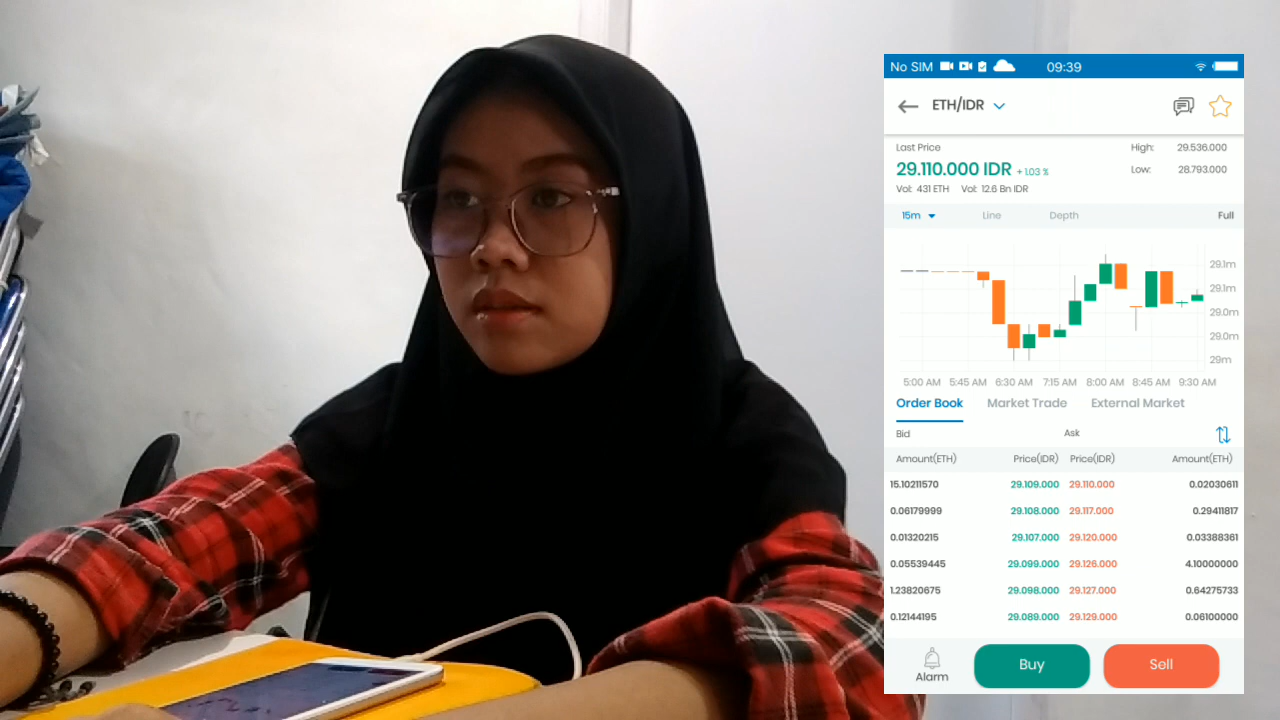 No SIM 09:39
ETH/IDR
Last Price High: 29.536.000
29.110.000 IDR +1.03 % Low: 28.793.000
Vol: 431 ETH Vol: 12.6 Bn IDR
15m Line Depth Full
29.1m
29.1m
29.0m
29.0m
29m
5:00 AM 5:45 AM 6:30 AM 7:15 AM 8:00 AM 8:45 AM 9:30 AM
Order Book Market Trade External Market
Bid Ask
Amount(ETH) Price(IDR) Price(IDR) Amount(ETH)
15.10211570 29.109.000 29.110.000 0.02030611
0.06179999 29.108.000 29.117.000 0.29411817
0.01320215 29.107.000 29.120.000 0.03388361
0.05539445 29.099.000 29.126.000 4.10000000
1.23820675 29.098.000 29.127.000 0.64275733
0.12144195 29.089.000 29.129.000 0.06100000
Alarm Buy Sell